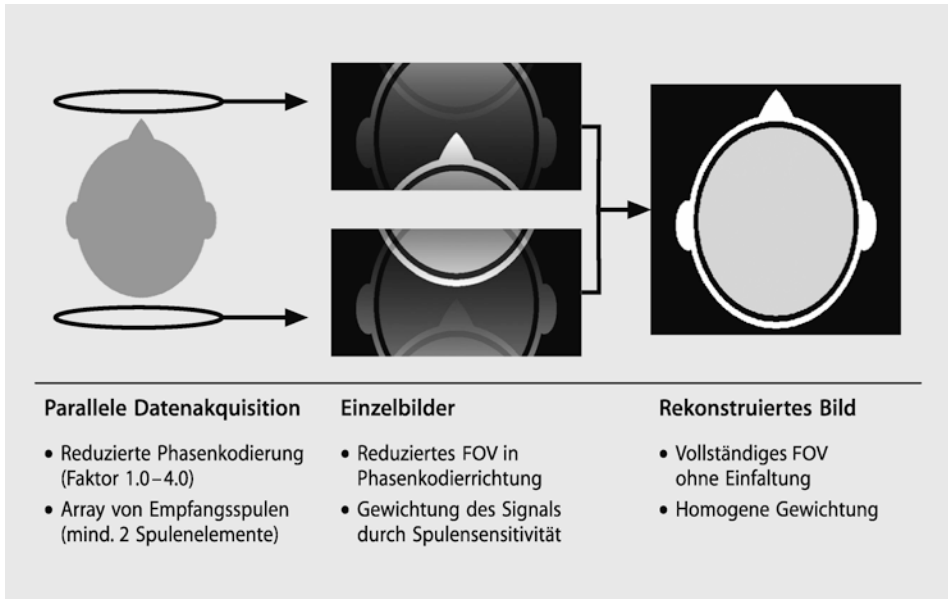 Parallele Datenakquisition
• Reduzierte Phasenkodierung
(Faktor 1.0–4.0)
• Array von Empfangsspulen
(mind. 2 Spulenelemente)
Einzelbilder
• Reduziertes FOV in
Phasenkodierrichtung
• Gewichtung des Signals
durch Spulensensitivität
Rekonstruiertes Bild
• Vollständiges FOV
ohne Einfaltung
• Homogene Gewichtung